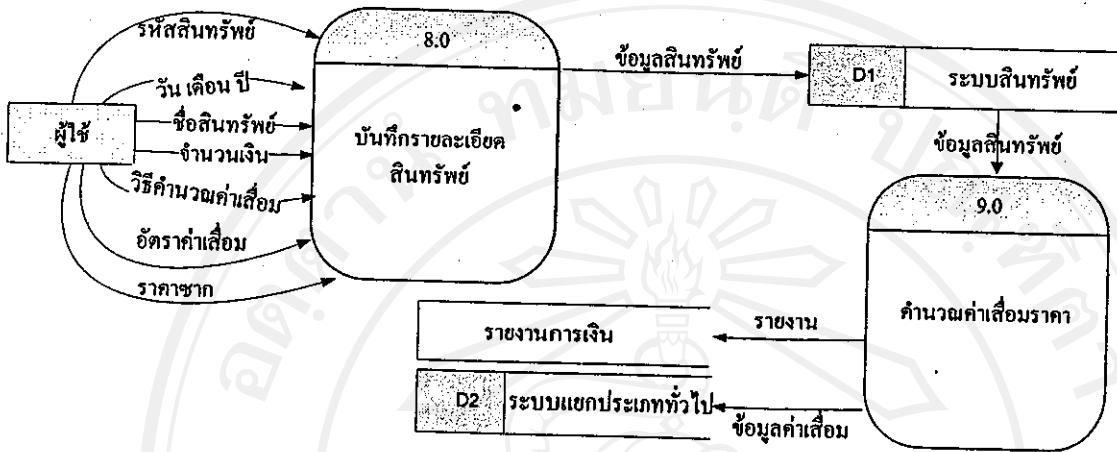 รหัสสินทรัพย์
8.0
ข้อมูลสินทรัพย์
D1
ระบบสินทรัพย์
วัน เดือน ปี
ผู้ใช้
ชื่อสินทรัพย์
จำนวนเงิน
บันทึกรายละเอียด
สินทรัพย์
ข้อมูลสินทรัพย์
วิธีคำนวณค่าเสื่อม
9.0
อัตราค่าเสื่อม
ราคาซาก
คำนวณค่าเสื่อมราคา
รายงานการเงิน
รายงาน
D2
ระบบแยกประเภททั่วไป
ข้อมูลค่าเสื่อม